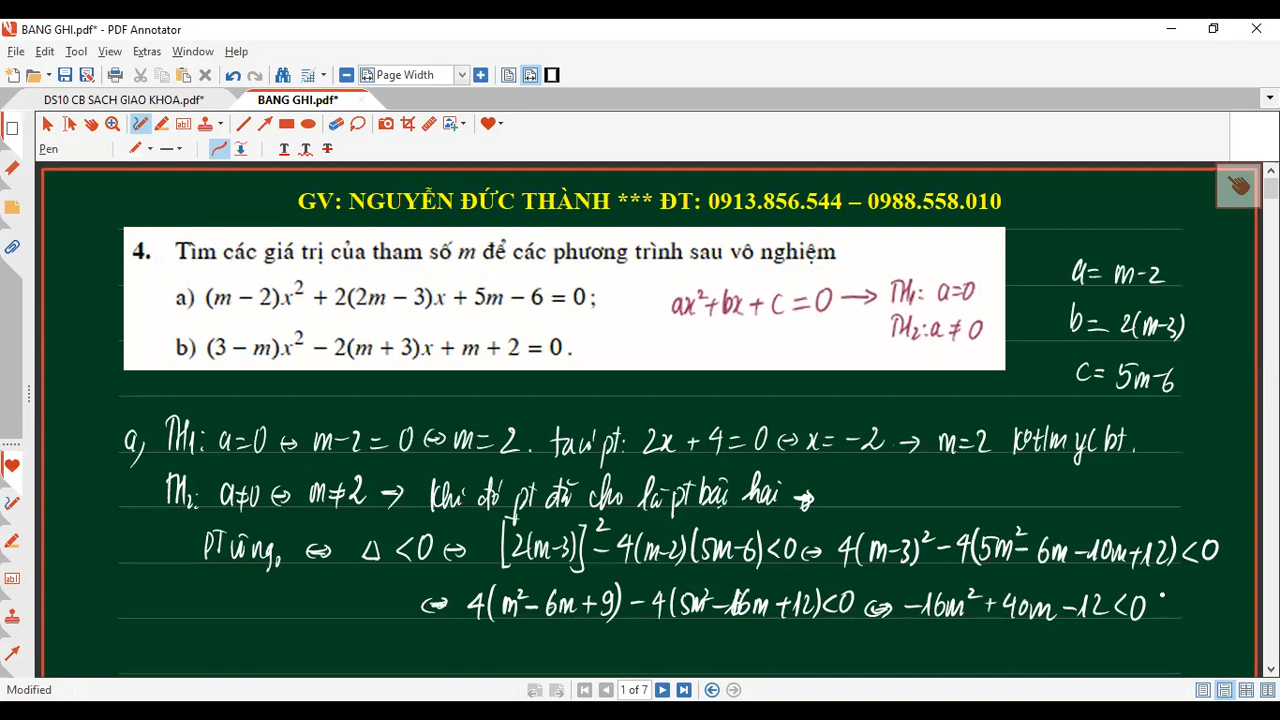 BANG GHI.pdf* - PDF Annotator
File Edit Tool View Extras Window Help
Page Width
DS10 CB SACH GIAO KHOA.pdf* BANG GHI.pdf*
Pen
GV: NGUYỄN ĐỨC THÀNH *** ĐT: 0913.856.544 – 0988.558.010
4. Tìm các giá trị của tham số m để các phương trình sau vô nghiệm
a) (m − 2)x² + 2(2m − 3)x + 5m − 6 = 0 ;
ax² + bx + c = 0 → TH₁: a=0
TH₂: a ≠ 0
b) (3 − m)x² − 2(m + 3)x + m + 2 = 0 .
a = m-2
b = 2(m-3)
c = 5m-6
a, TH₁: a=0 ⇔ m-2=0 ⇔ m=2. ta có pt: 2x + 4 = 0 ⇔ x = -2 → m=2 ycbt.
TH₂: a≠0 ⇔ m≠2 → khi đó pt đã cho là pt bậc hai →
PT ⇔ Δ <0 ⇔ [2(m-3)]² - 4(m-2)(5m-6)<0 ⇔ 4(m-3)² - 4(5m² - 6m - 10m + 12) < 0
⇔ 4(m² - 6m + 9) - 4(5m² - 16m + 12)<0 ⇔ -16m² + 40m - 12 < 0
Modified
1 of 7